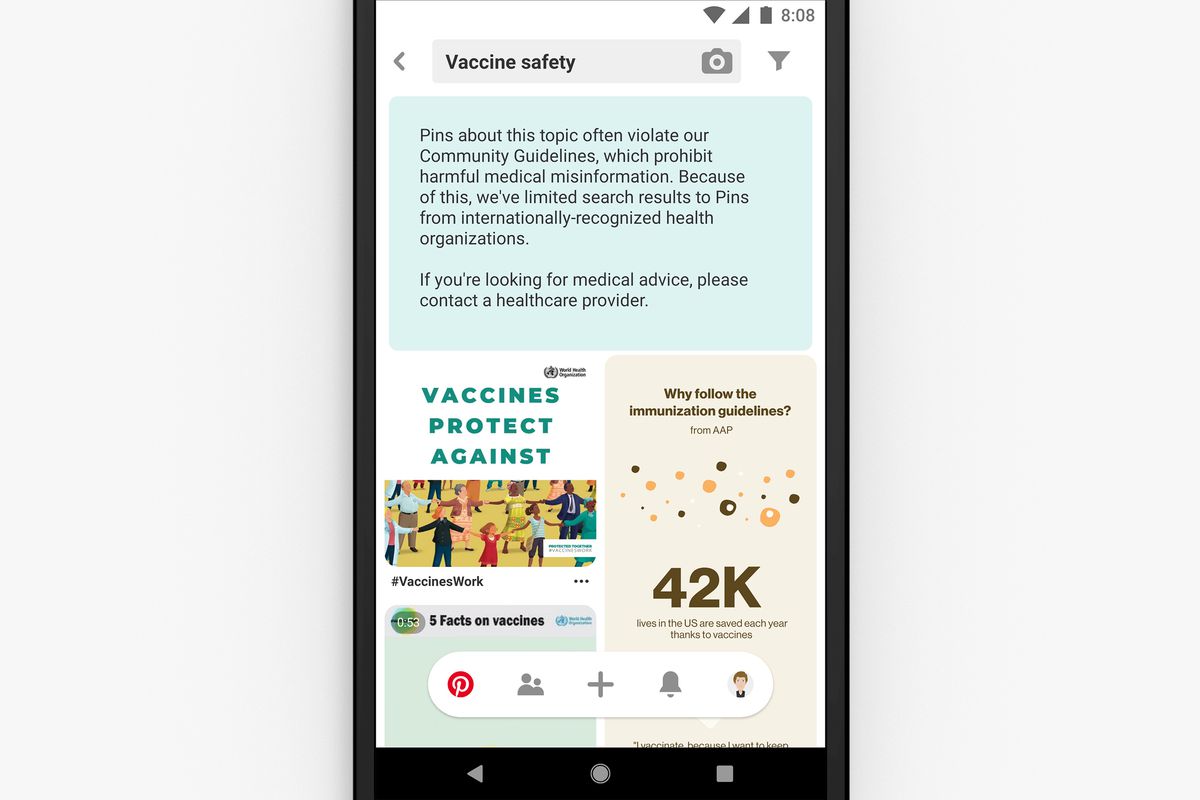 8:08
Vaccine safety
Pins about this topic often violate our
Community Guidelines, which prohibit
harmful medical misinformation. Because
of this, we've limited search results to Pins
from internationally-recognized health
organizations.
If you're looking for medical advice, please
contact a healthcare provider.
World Health
Organization
VACCINES
PROTECT
AGAINST
PROTECTED TOGETHER
#VACCINESWORK
#VaccinesWork
0:53
5 Facts on vaccines
World Health
Organization
Why follow the
immunization guidelines?
from AAP
42K
lives in the US are saved each year
thanks to vaccines
"I vaccinate, because I want to keep